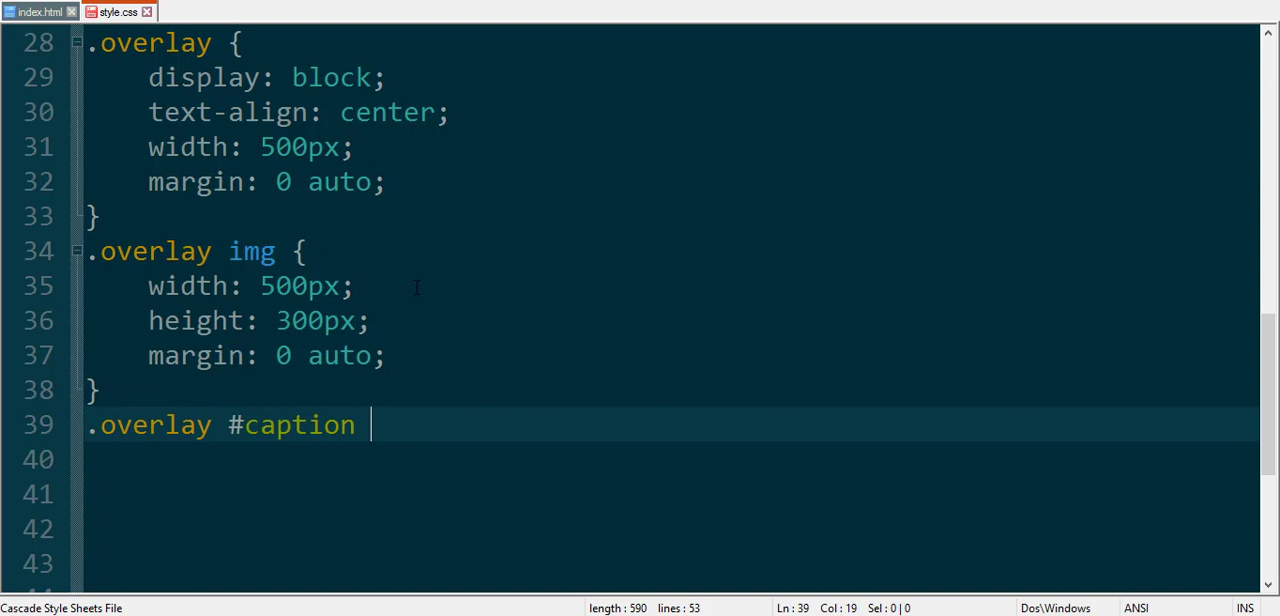 index.html style.css
28 .overlay {
29 display: block;
30 text-align: center;
31 width: 500px;
32 margin: 0 auto;
33 }
34 .overlay img {
35 width: 500px;
36 height: 300px;
37 margin: 0 auto;
38 }
39 .overlay #caption
40
41
42
43
Cascade Style Sheets File length : 590 lines : 53 Ln : 39 Col : 19 Sel : 0 | 0 Dos\Windows ANSI INS